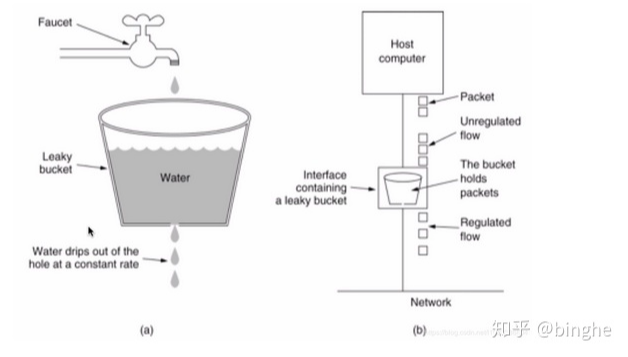 Faucet
Leaky
bucket
Water
Water drips out of the
hole at a constant rate
(a)
Host
computer
Packet
Unregulated
flow
The bucket
holds
packets
Interface
containing
a leaky bucket
Regulated
flow
Network
(b)
知乎 @binghe